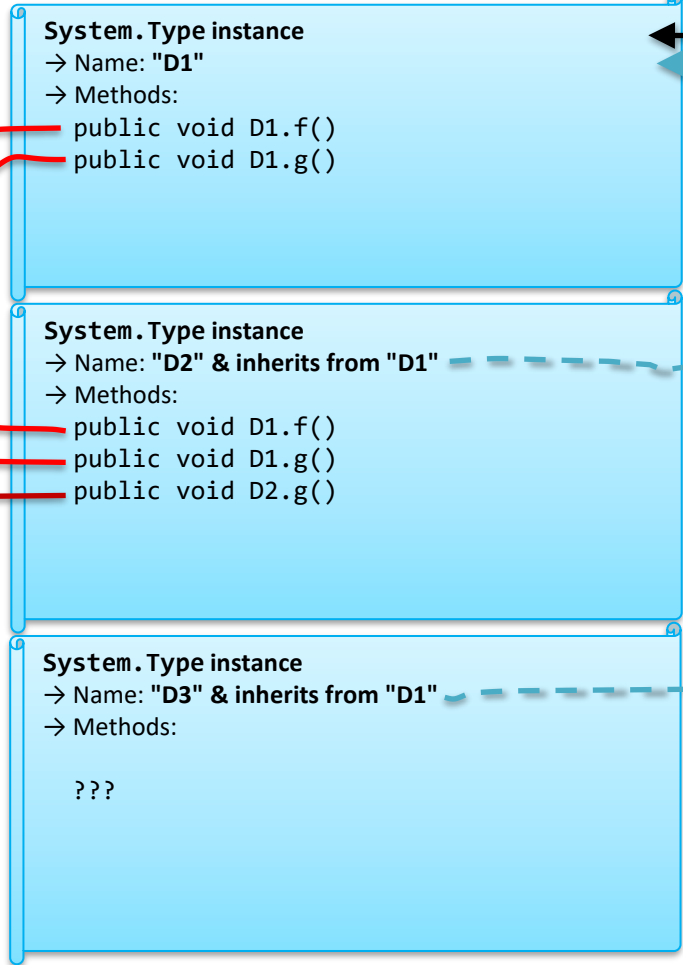 System.Type instance
→ Name: "D1"
→ Methods:
public void D1.f()
public void D1.g()
System.Type instance
→ Name: "D2" & inherits from "D1"
→ Methods:
public void D1.f()
public void D1.g()
public void D2.g()
System.Type instance
→ Name: "D3" & inherits from "D1"
→ Methods:
???